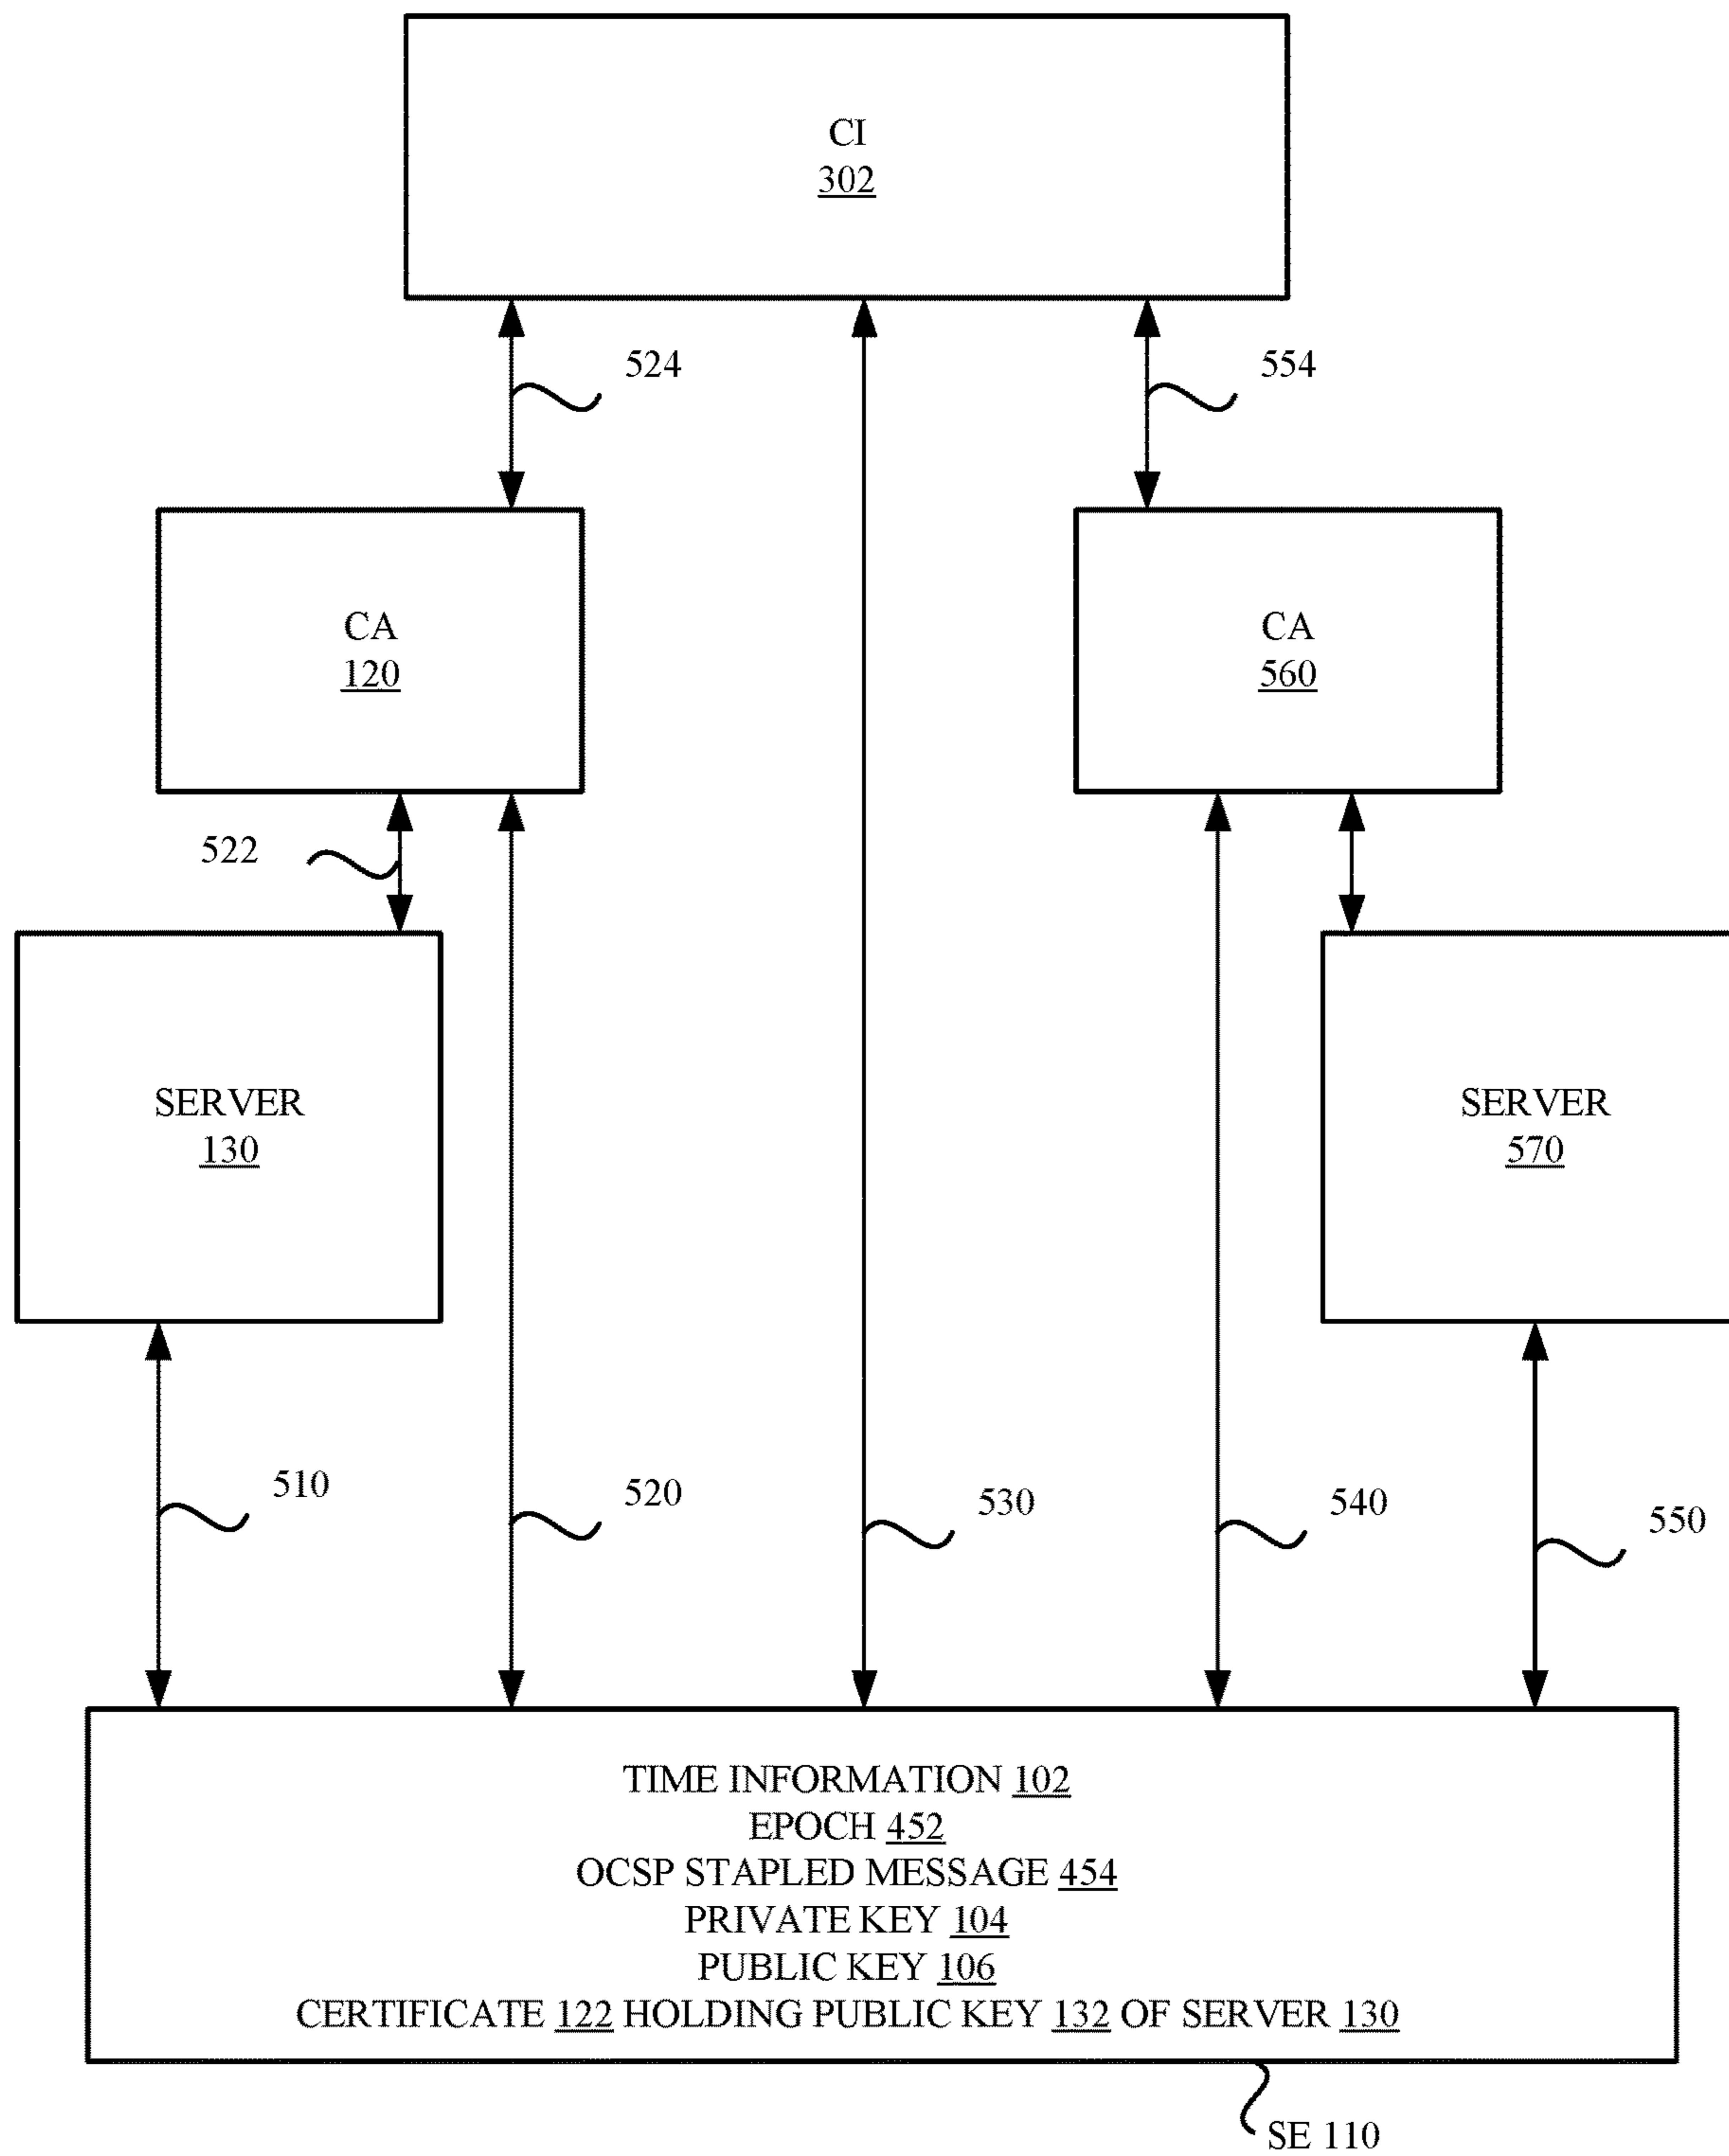 CI
302
524
554
CA
120
CA
560
522
SERVER
130
SERVER
570
510
520
530
540
550
TIME INFORMATION 102
EPOCH 452
OCSP STAPLED MESSAGE 454
PRIVATE KEY 104
PUBLIC KEY 106
CERTIFICATE 122 HOLDING PUBLIC KEY 132 OF SERVER 130
SE 110